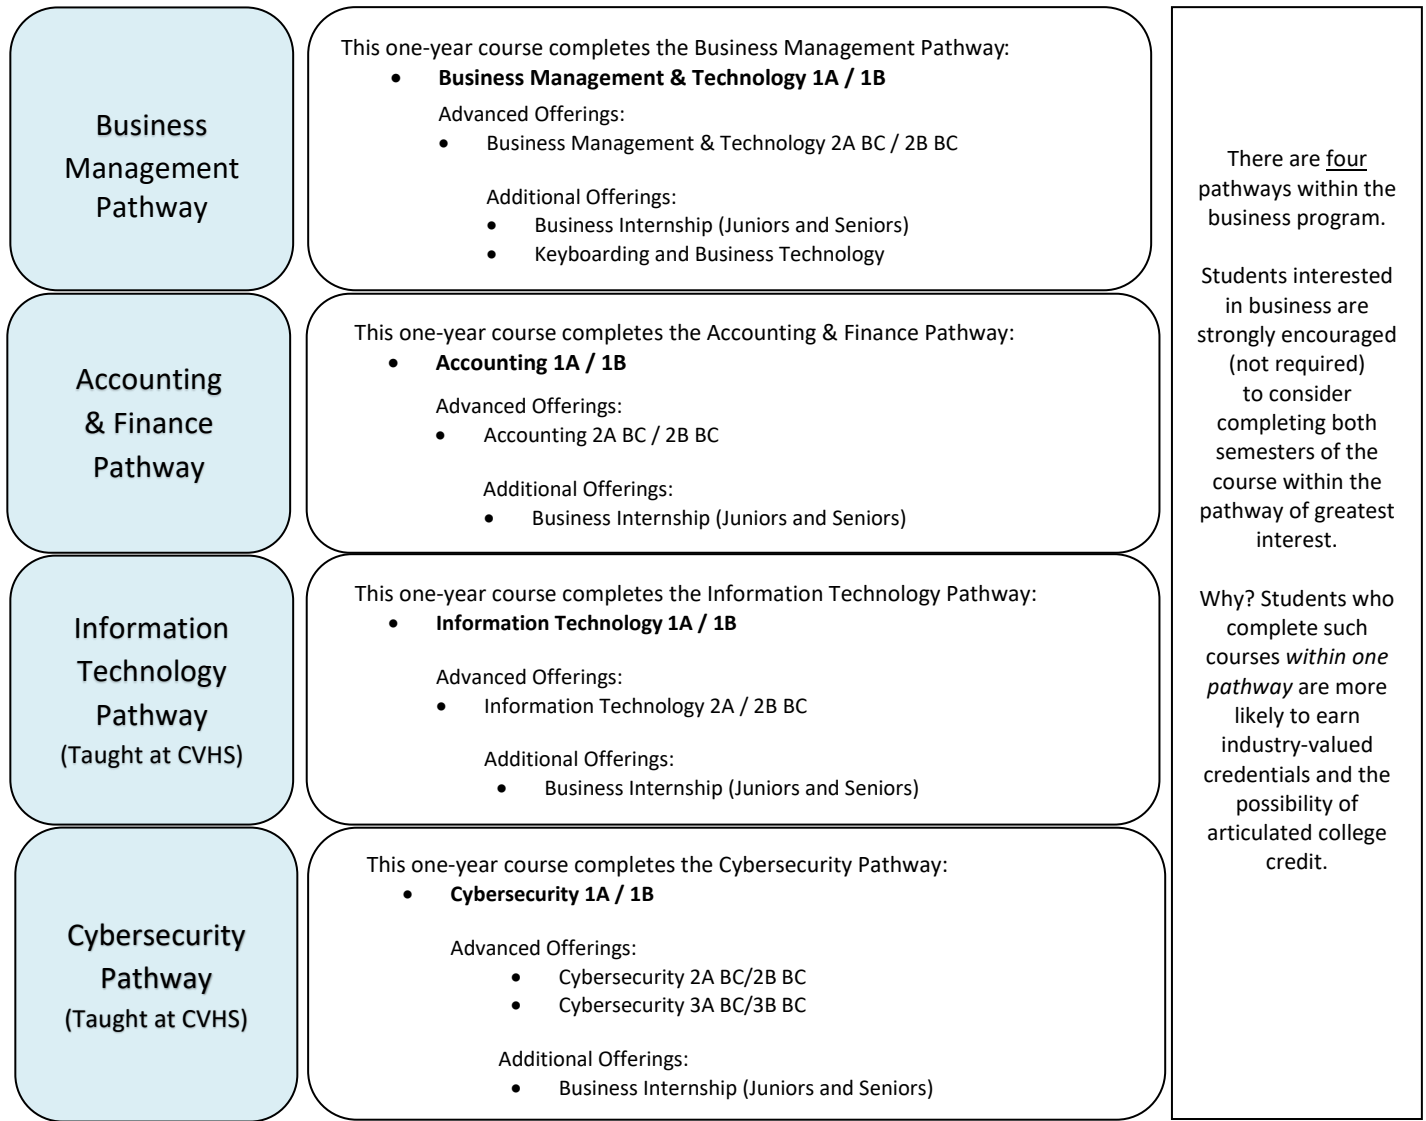 Business
Management
Pathway
This one-year course completes the Business Management Pathway:
• Business Management & Technology 1A / 1B
Advanced Offerings:
• Business Management & Technology 2A BC / 2B BC
Additional Offerings:
• Business Internship (Juniors and Seniors)
• Keyboarding and Business Technology
Accounting
& Finance
Pathway
This one-year course completes the Accounting & Finance Pathway:
• Accounting 1A / 1B
Advanced Offerings:
• Accounting 2A BC / 2B BC
Additional Offerings:
• Business Internship (Juniors and Seniors)
Information
Technology
Pathway
(Taught at CVHS)
This one-year course completes the Information Technology Pathway:
• Information Technology 1A / 1B
Advanced Offerings:
• Information Technology 2A / 2B BC
Additional Offerings:
• Business Internship (Juniors and Seniors)
Cybersecurity
Pathway
(Taught at CVHS)
This one-year course completes the Cybersecurity Pathway:
• Cybersecurity 1A / 1B
Advanced Offerings:
• Cybersecurity 2A BC/2B BC
• Cybersecurity 3A BC/3B BC
Additional Offerings:
• Business Internship (Juniors and Seniors)
There are four
pathways within the
business program.
Students interested
in business are
strongly encouraged
(not required)
to consider
completing both
semesters of the
course within the
pathway of greatest
interest.
Why? Students who
complete such
courses within one
pathway are more
likely to earn
industry-valued
credentials and the
possibility of
articulated college
credit.